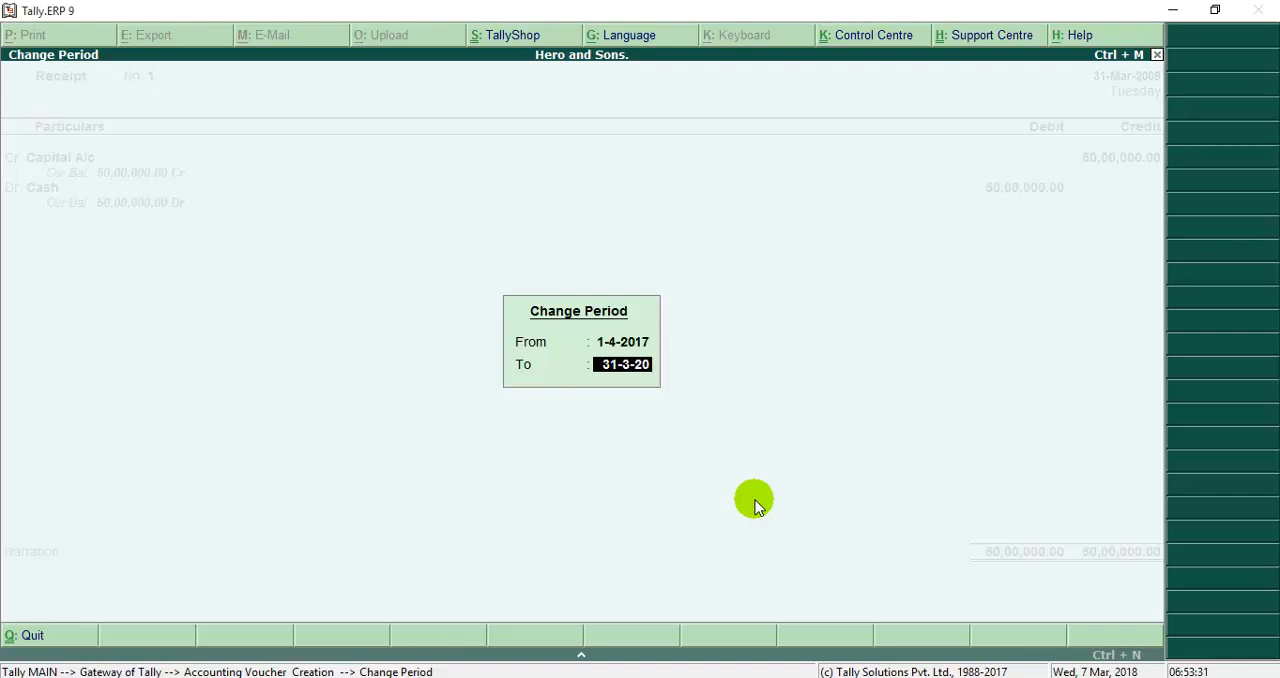 Tally.ERP 9
P: Print E: Export M: E-Mail O: Upload S: TallyShop G: Language K: Keyboard K: Control Centre H: Support Centre H: Help
Change Period Hero and Sons. Ctrl + M
Receipt No. 1 31-Mar-2009
Tuesday
Particulars Debit Credit
Cr Capital A/c 50,00,000.00
Cur Bal: 50,00,000.00 Cr
Dr Cash 50,00,000.00
Cur Bal: 50,00,000.00 Dr
Change Period
From : 1-4-2017
To : 31-3-20
Narration 50,00,000.00 50,00,000.00
Q: Quit
Ctrl + N
Tally MAIN --> Gateway of Tally --> Accounting Voucher Creation --> Change Period (c) Tally Solutions Pvt. Ltd., 1988-2017 Wed, 7 Mar, 2018 06:53:31